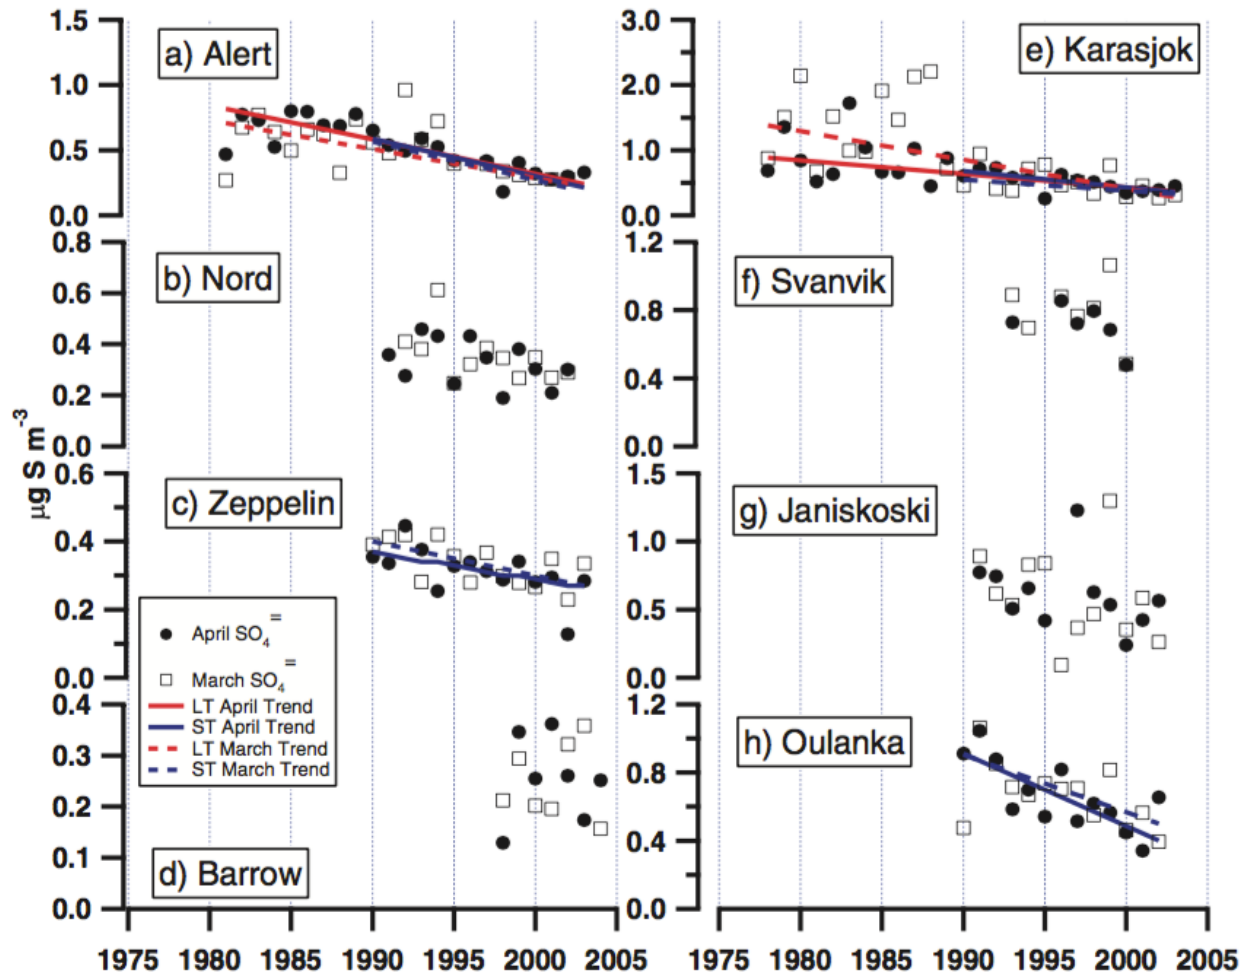 μg S m⁻³
a) Alert
1.5
1.0
0.5
0.0
b) Nord
0.8
0.6
0.4
0.2
0.0
c) Zeppelin
0.6
0.4
0.2
0.0
● April SO₄⁼
□ March SO₄⁼
LT April Trend
ST April Trend
LT March Trend
ST March Trend
d) Barrow
0.4
0.3
0.2
0.1
0.0
1975 1980 1985 1990 1995 2000 2005
e) Karasjok
3.0
2.0
1.0
0.0
f) Svanvik
1.2
0.8
0.4
0.0
g) Janiskoski
1.5
1.0
0.5
0.0
h) Oulanka
1.2
0.8
0.4
0.0
1975 1980 1985 1990 1995 2000 2005